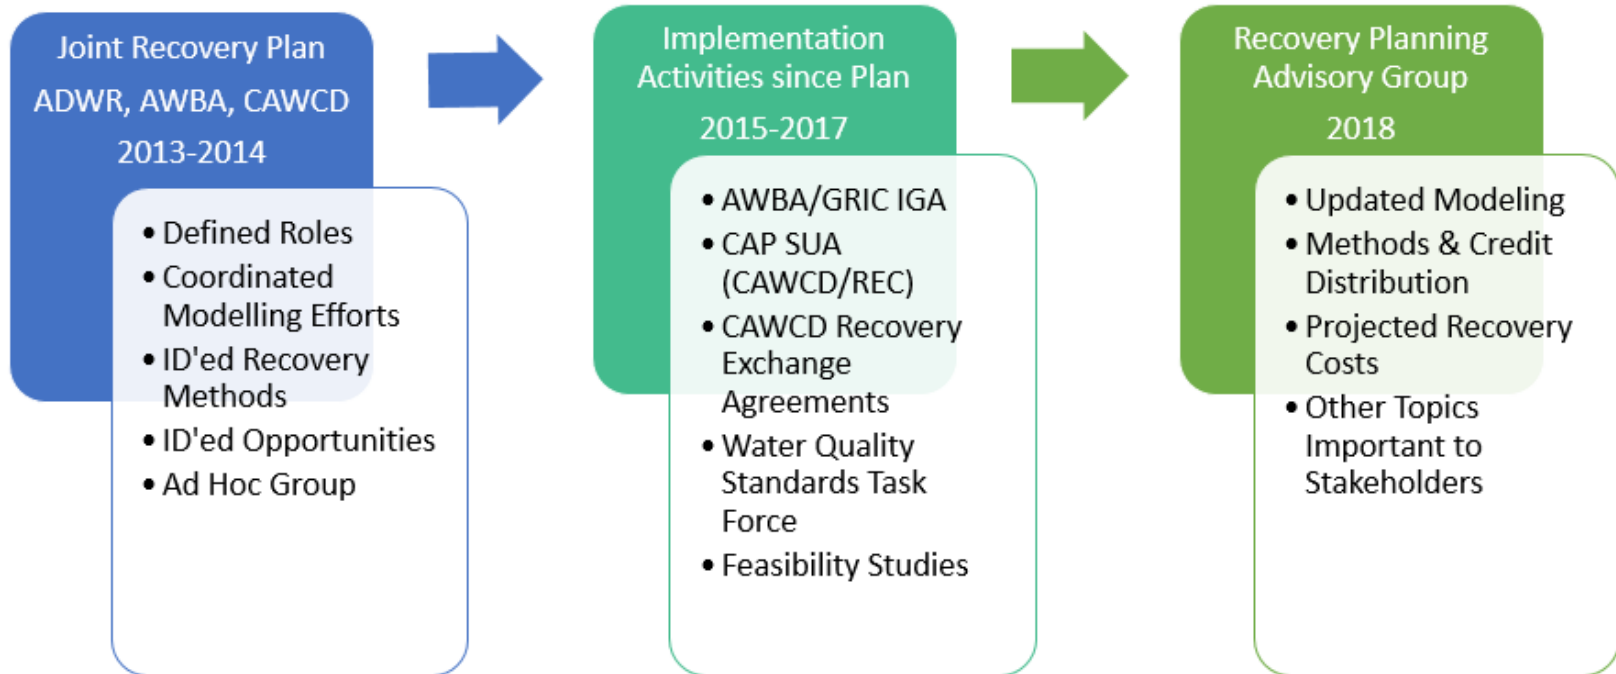 Joint Recovery Plan
ADWR, AWBA, CAWCD
2013-2014
• Defined Roles
• Coordinated
Modelling Efforts
• ID'ed Recovery
Methods
• ID'ed Opportunities
• Ad Hoc Group
Implementation
Activities since Plan
2015-2017
• AWBA/GRIC IGA
• CAP SUA
(CAWCD/REC)
• CAWCD Recovery
Exchange
Agreements
• Water Quality
Standards Task
Force
• Feasibility Studies
Recovery Planning
Advisory Group
2018
• Updated Modeling
• Methods & Credit
Distribution
• Projected Recovery
Costs
• Other Topics
Important to
Stakeholders